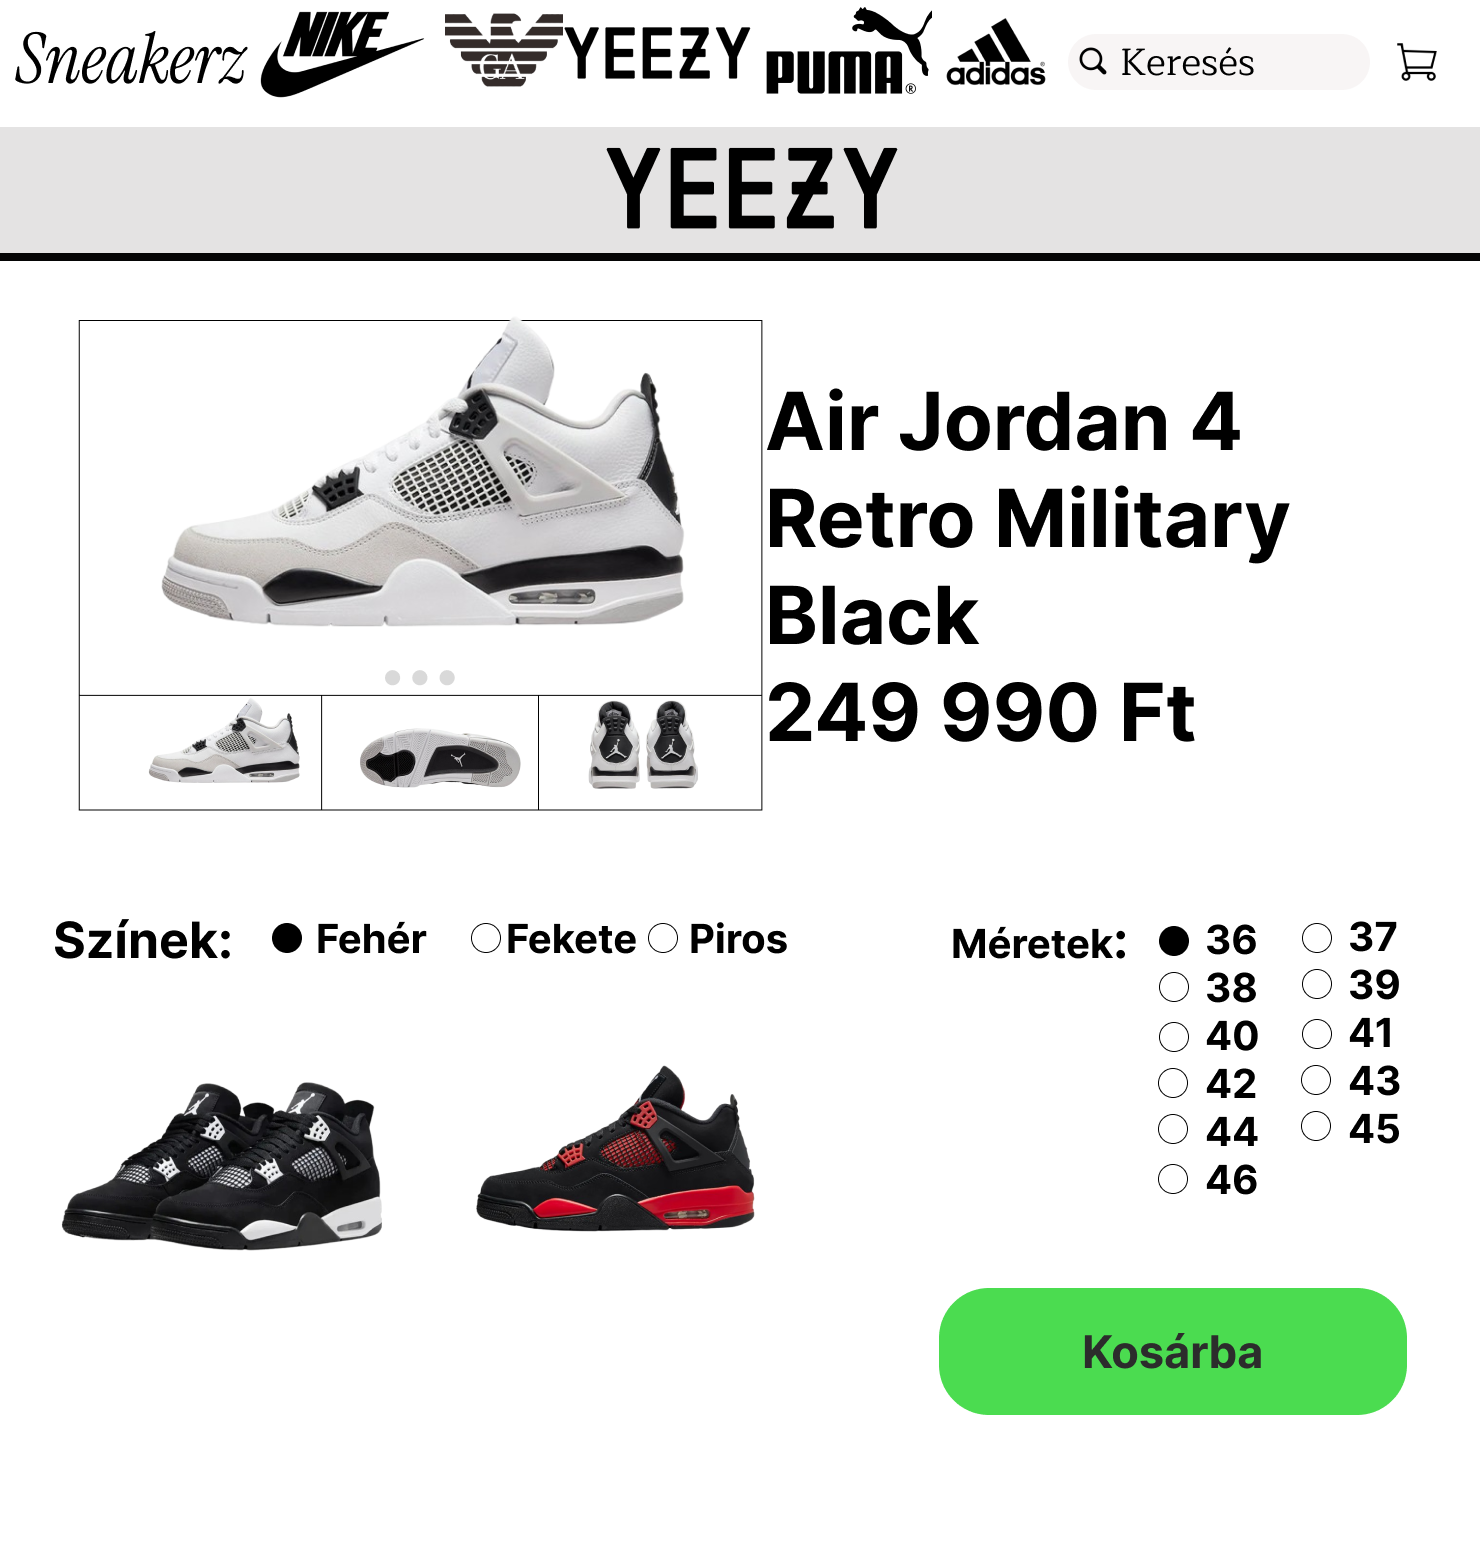 Sneakerz NIKE GA YEEZY PUMA® adidas® Keresés
YEEZY
Air Jordan 4
Retro Military
Black
249 990 Ft
Színek: Fehér Fekete Piros
Méretek: 36 37
38 39
40 41
42 43
44 45
46
Kosárba